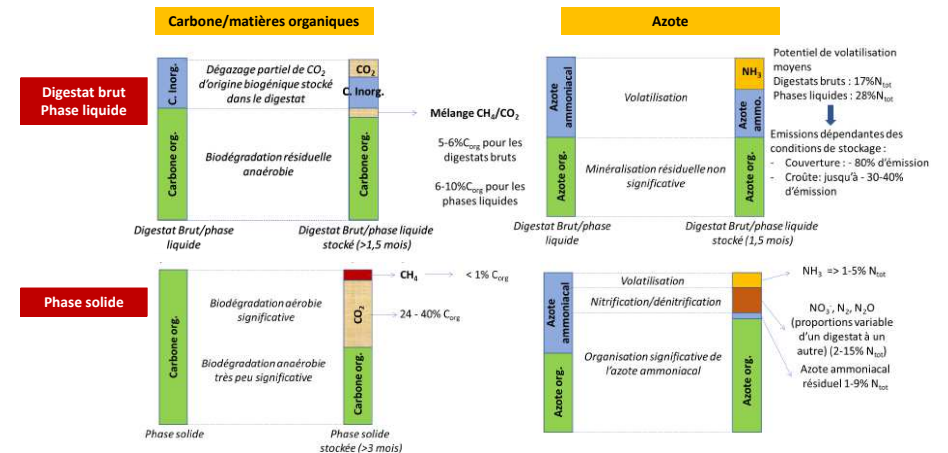 Carbone/matières organiques
Azote
Digestat brut
Phase liquide
C. Inorg.
Carbone org.
Dégazage partiel de CO2
d'origine biogénique stocké
dans le digestat
Biodégradation résiduelle
anaérobie
CO2
C. Inorg.
Carbone org.
Mélange CH4/CO2
5-6%Corg pour les
digestats bruts
6-10%Corg pour les
phases liquides
Digestat Brut/phase
liquide
Digestat Brut/phase liquide
stocké (>1,5 mois)
Azote
ammoniacal
Azote org.
Volatilisation
Minéralisation résiduelle non
significative
NH3
Azote
ammo.
Azote org.
Potentiel de volatilisation
moyens
Digestats bruts : 17%Ntot
Phases liquides : 28%Ntot
Emissions dépendantes des
conditions de stockage :
- Couverture : - 80% d'émission
- Croûte: jusqu'à - 30-40%
d'émission
Digestat Brut/phase
liquide
Digestat Brut/phase liquide
stocké (1,5 mois)
Phase solide
Carbone org.
Biodégradation aérobie
significative
Biodégradation anaérobie
très peu significative
CO2
Carbone org.
CH4
< 1% Corg
24 - 40% Corg
Phase solide
Phase solide
stockée (>3 mois)
Azote
ammoniacal
Azote org.
Volatilisation
Nitrification/dénitrification
Organisation significative de
l'azote ammoniacal
Azote org.
NH3 => 1-5% Ntot
NO3-, N2, N2O
(proportions variable
d'un digestat à un
autre) (2-15% Ntot)
Azote ammoniacal
résiduel 1-9% Ntot